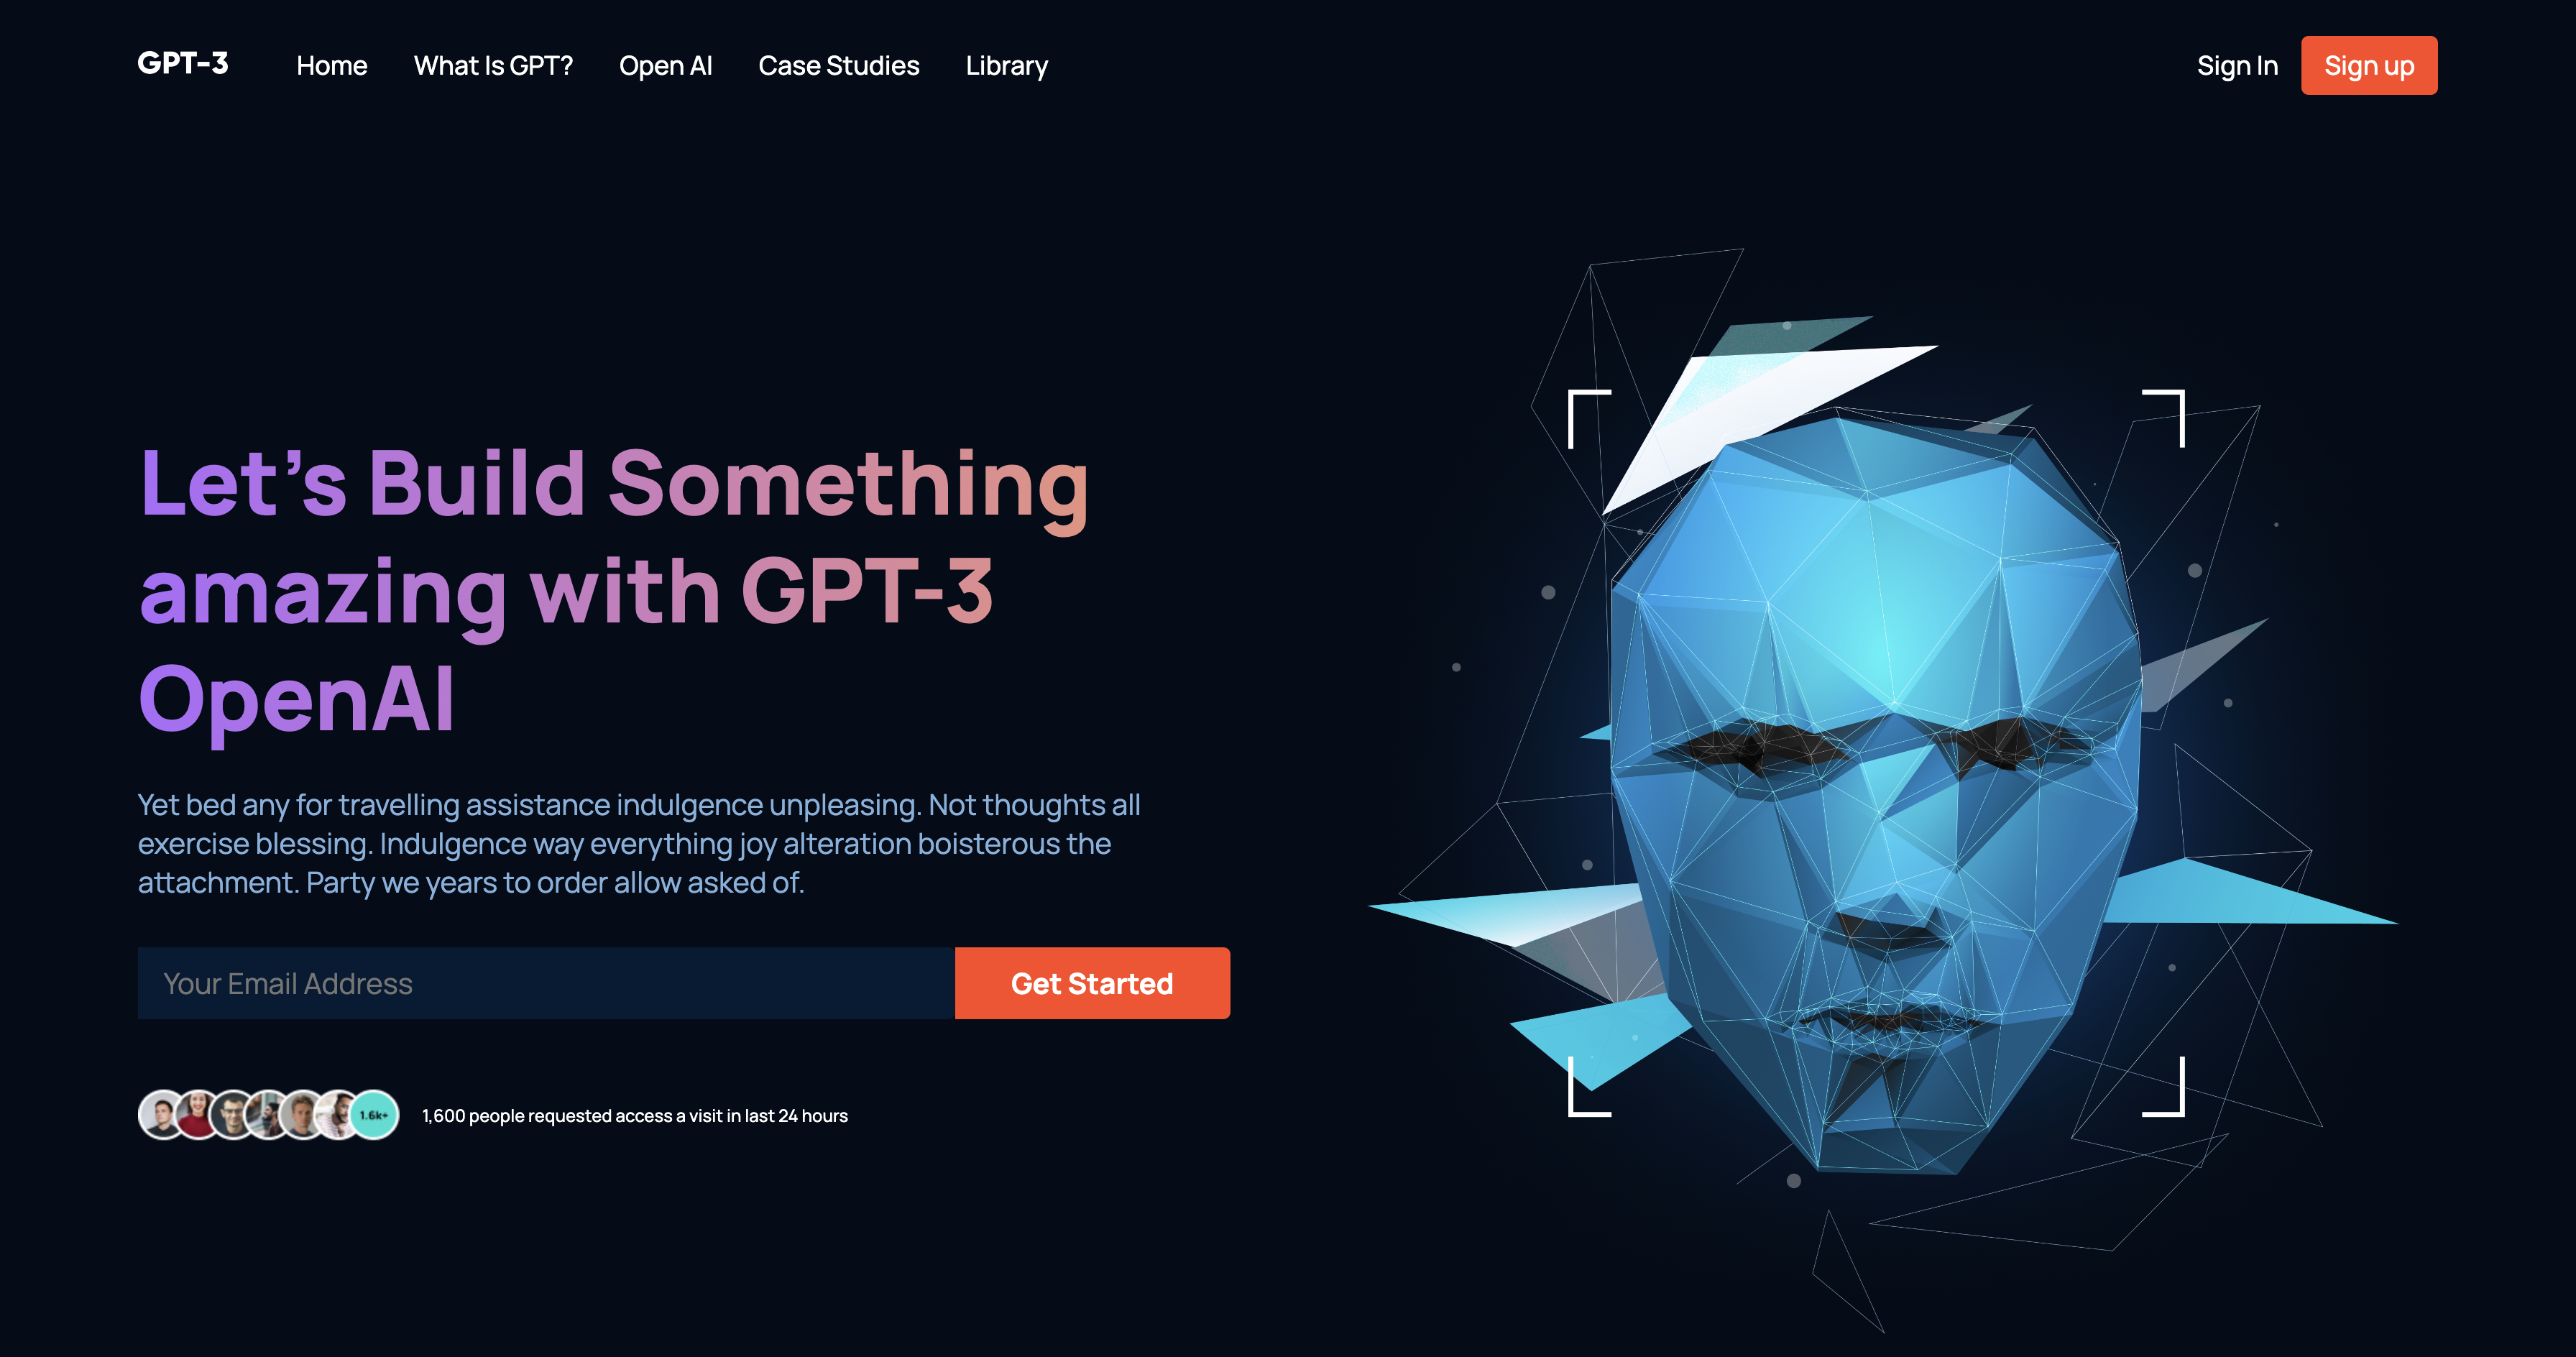 GPT-3
Home
What Is GPT?
Open AI
Case Studies
Library
Sign In
Sign up
Let’s Build Something
amazing with GPT-3
OpenAI
Yet bed any for travelling assistance indulgence unpleasing. Not thoughts all
exercise blessing. Indulgence way everything joy alteration boisterous the
attachment. Party we years to order allow asked of.
Your Email Address
Get Started
1.6k+
1,600 people requested access a visit in last 24 hours